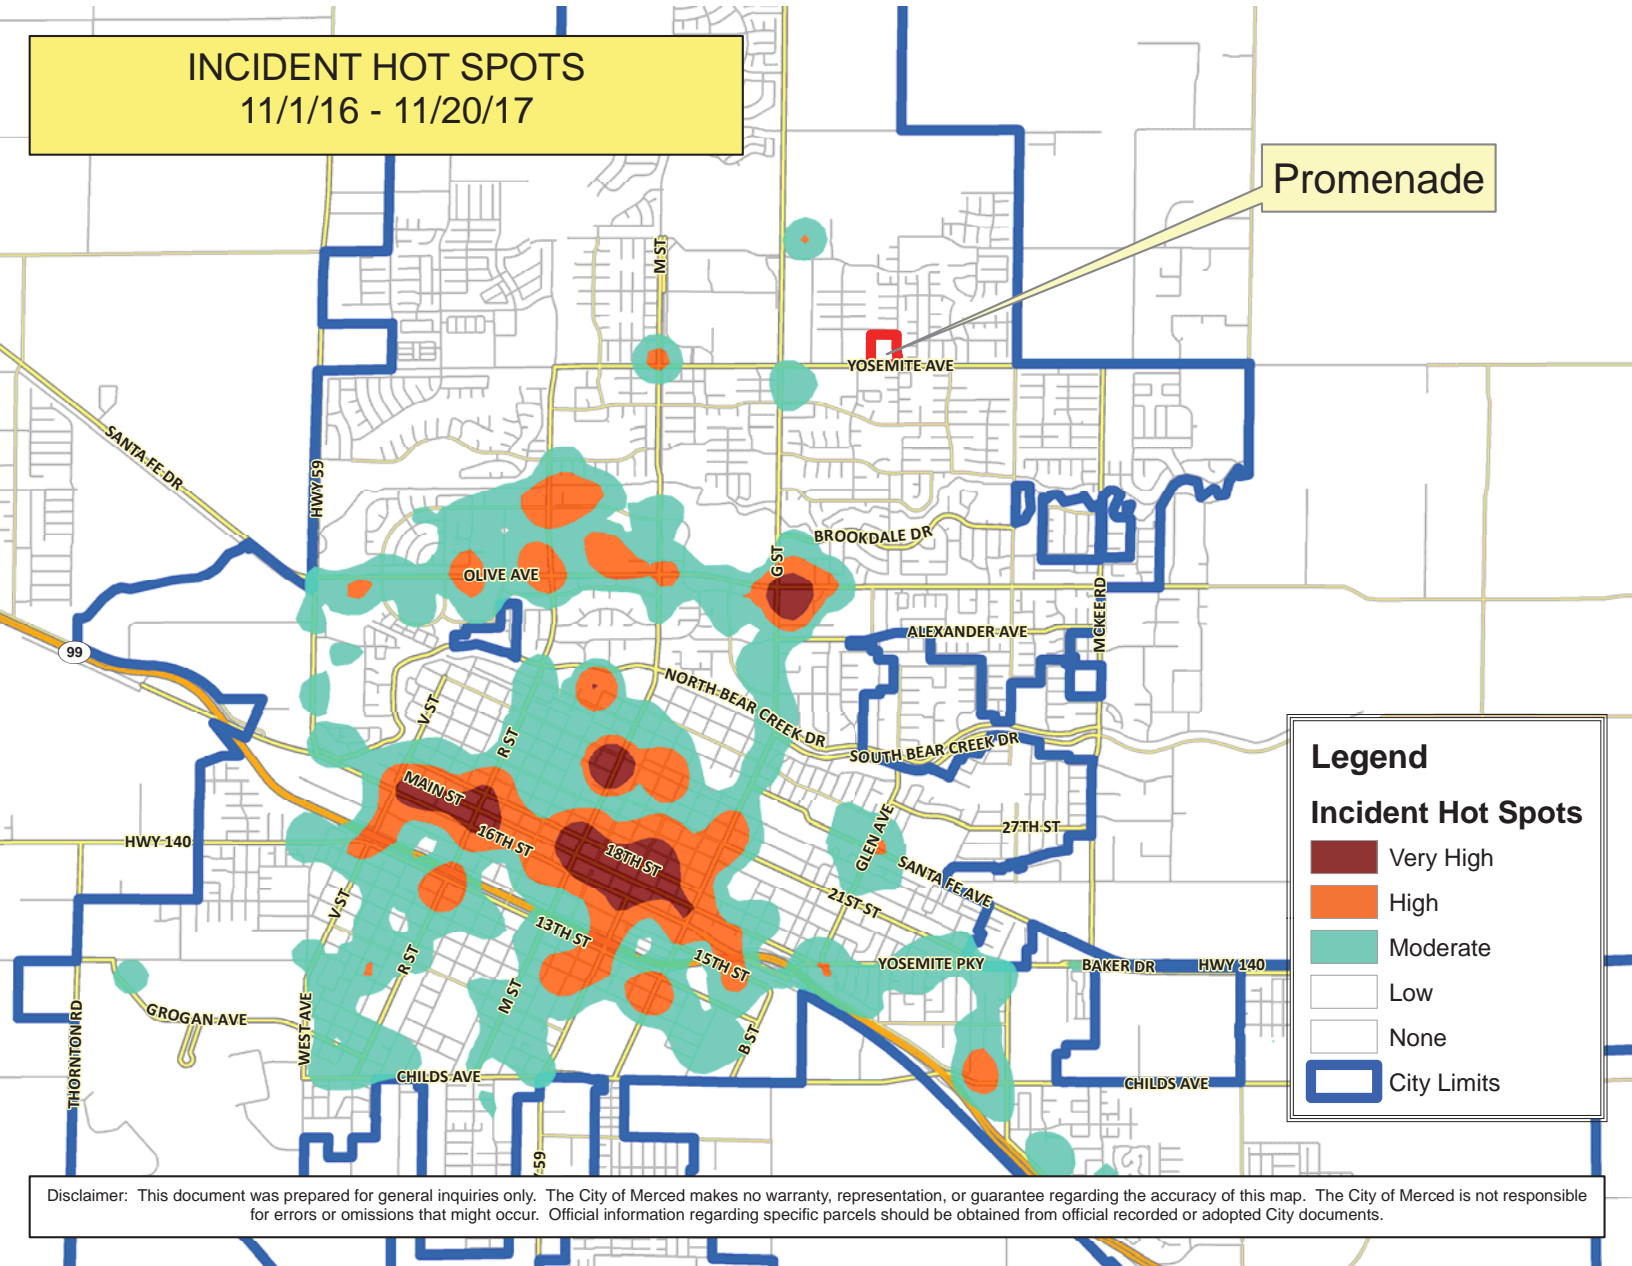 INCIDENT HOT SPOTS
11/1/16 - 11/20/17
Promenade
M ST
YOSEMITE AVE
SANTA FE DR
HWY 59
BROOKDALE DR
G ST
OLIVE AVE
MCKEE RD
ALEXANDER AVE
99
NORTH BEAR CREEK DR
V ST
R ST
SOUTH BEAR CREEK DR
MAIN ST
16TH ST
18TH ST
HWY 140
27TH ST
GLEN AVE
SANTA FE AVE
21ST ST
V ST
R ST
13TH ST
15TH ST
M ST
B ST
YOSEMITE PKY
BAKER DR
HWY 140
GROGAN AVE
WEST AVE
THORNTON RD
CHILDS AVE
CHILDS AVE
59
Legend
Incident Hot Spots
Very High
High
Moderate
Low
None
City Limits
Disclaimer: This document was prepared for general inquiries only. The City of Merced makes no warranty, representation, or guarantee regarding the accuracy of this map. The City of Merced is not responsible
for errors or omissions that might occur. Official information regarding specific parcels should be obtained from official recorded or adopted City documents.